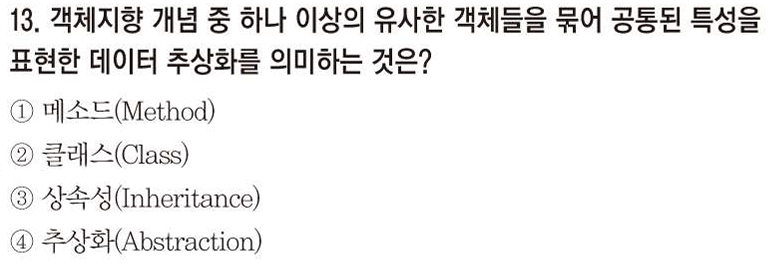 13. 객체지향 개념 중 하나 이상의 유사한 객체들을 묶어 공통된 특성을
표현한 데이터 추상화를 의미하는 것은?
① 메소드(Method)
② 클래스(Class)
③ 상속성(Inheritance)
④ 추상화(Abstraction)